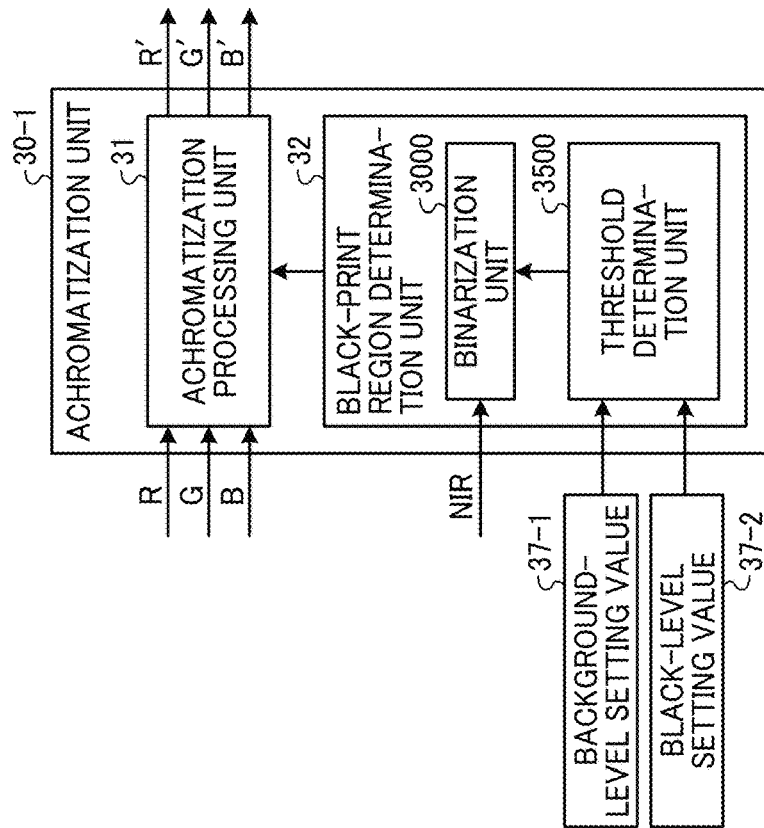 ACHROMATIZATION UNIT
30-1
R
G
B
31
ACHROMATIZATION
PROCESSING UNIT
R'
G'
B'
32
BLACK-PRINT
REGION DETERMINA-
TION UNIT
NIR
3000
BINARIZATION
UNIT
3500
THRESHOLD
DETERMINA-
TION UNIT
37-1
BACKGROUND-
LEVEL SETTING VALUE
37-2
BLACK-LEVEL
SETTING VALUE